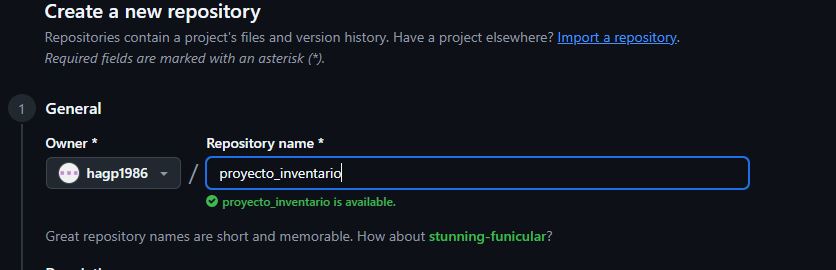 Create a new repository
Repositories contain a project's files and version history. Have a project elsewhere? Import a repository.
Required fields are marked with an asterisk (*).
1 General
Owner * Repository name *
hagp1986 / proyecto_inventario
proyecto_inventario is available.
Great repository names are short and memorable. How about stunning-funicular?